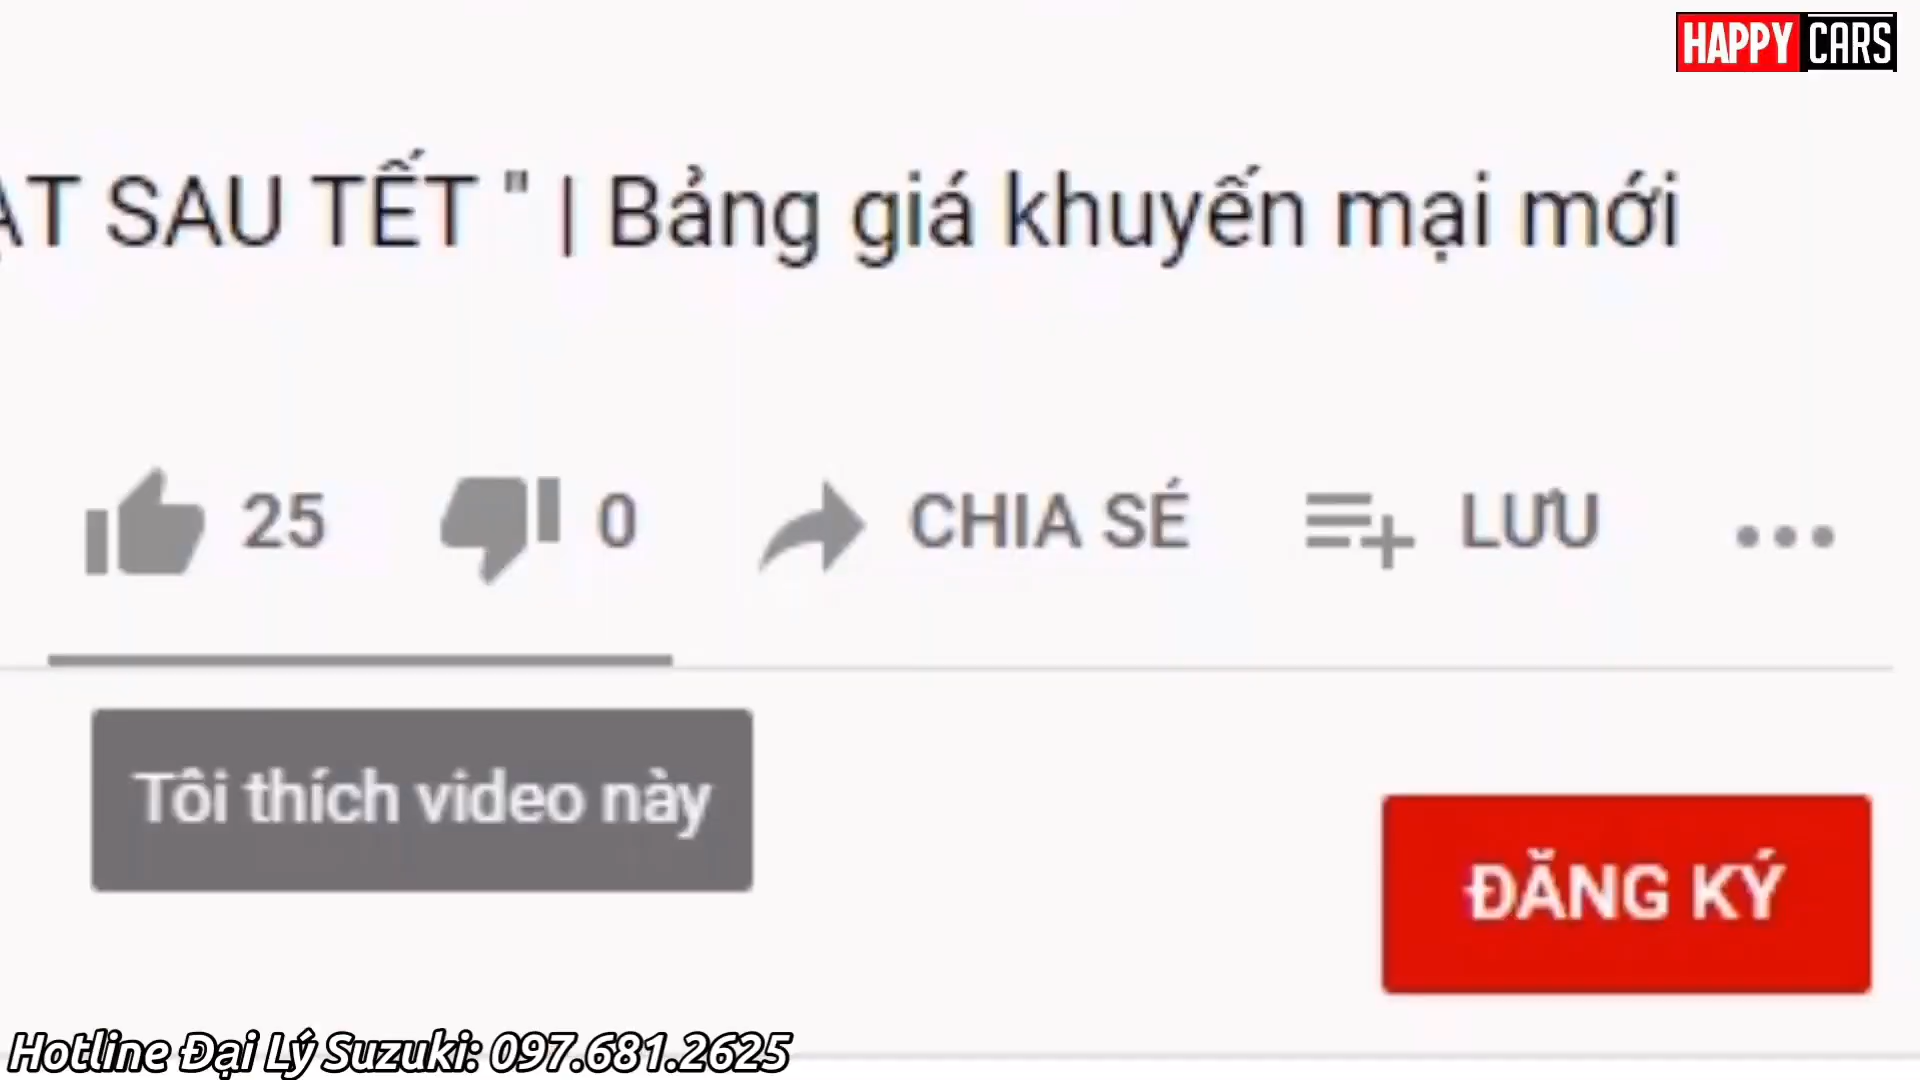 HAPPY CARS
ẠT SAU TẾT " | Bảng giá khuyến mại mới
25 0 CHIA SẺ LƯU
Tôi thích video này
ĐĂNG KÝ
Hotline Đại Lý Suzuki: 097.681.2625